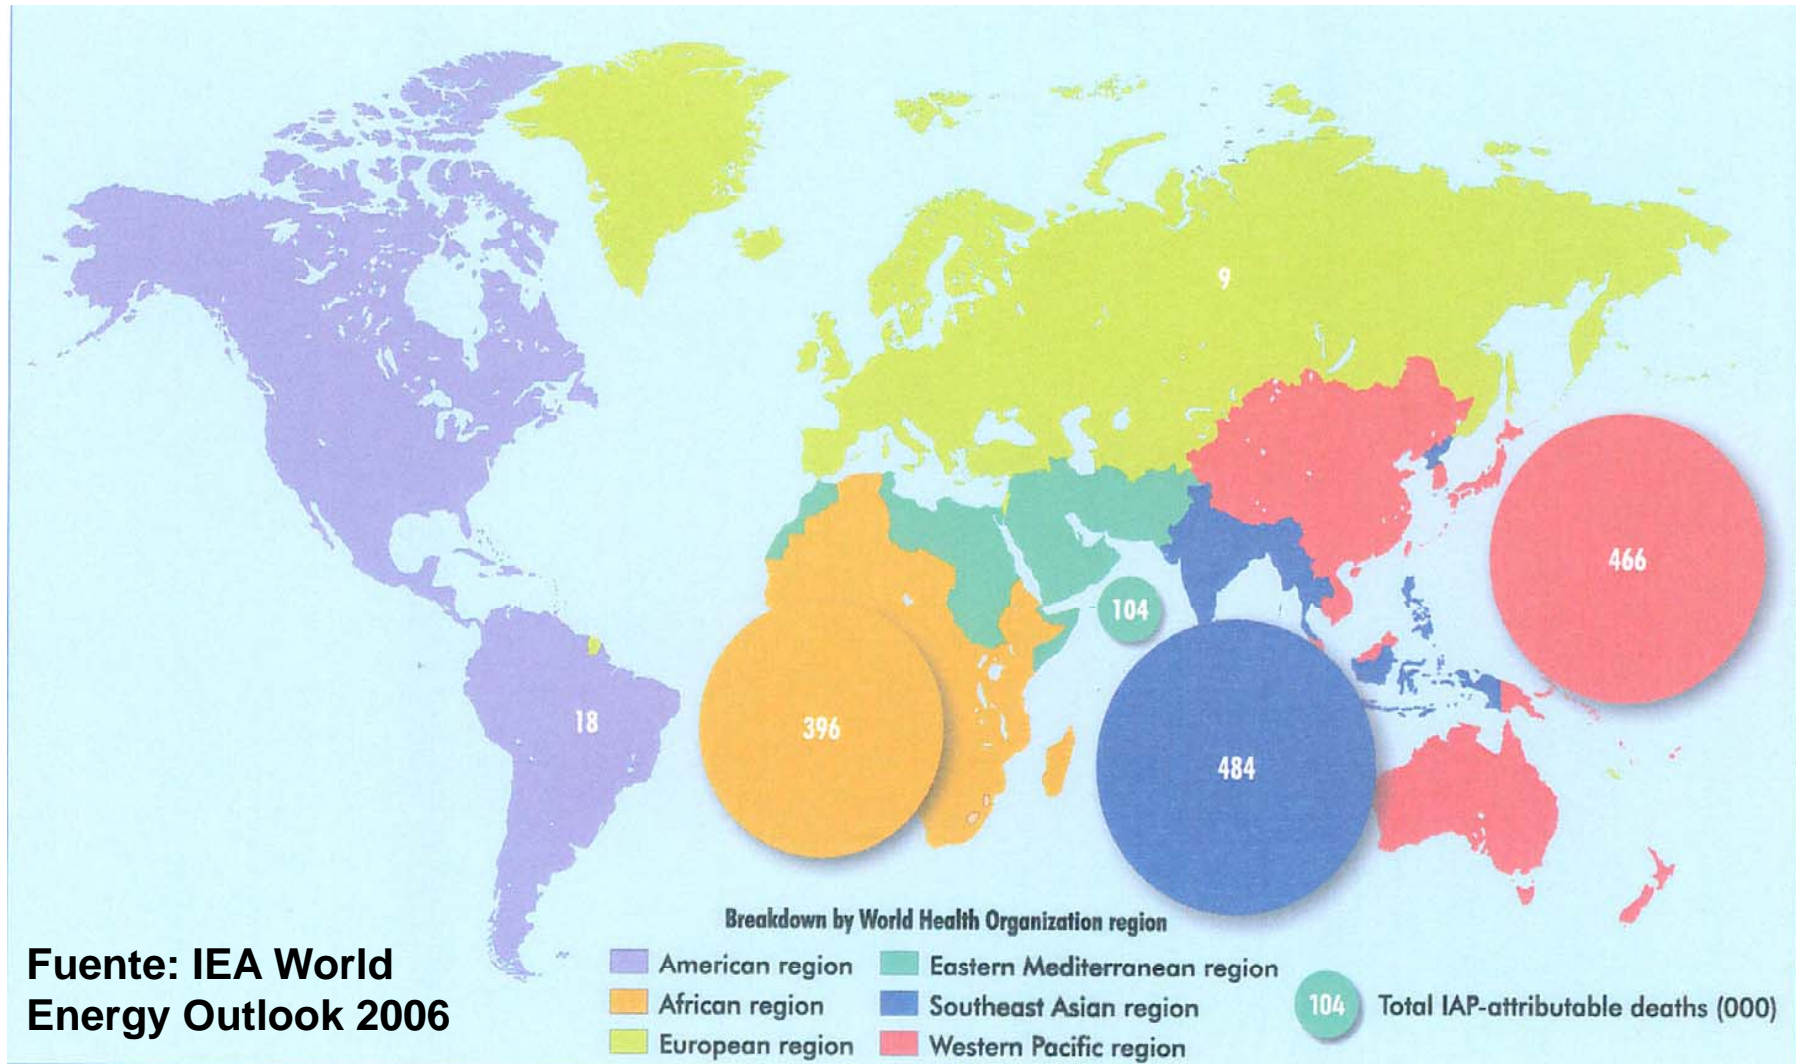 9
466
104
18
396
484
Breakdown by World Health Organization region
American region
Eastern Mediterranean region
African region
Southeast Asian region
European region
Western Pacific region
104 Total IAP-attributable deaths (000)
Fuente: IEA World
Energy Outlook 2006